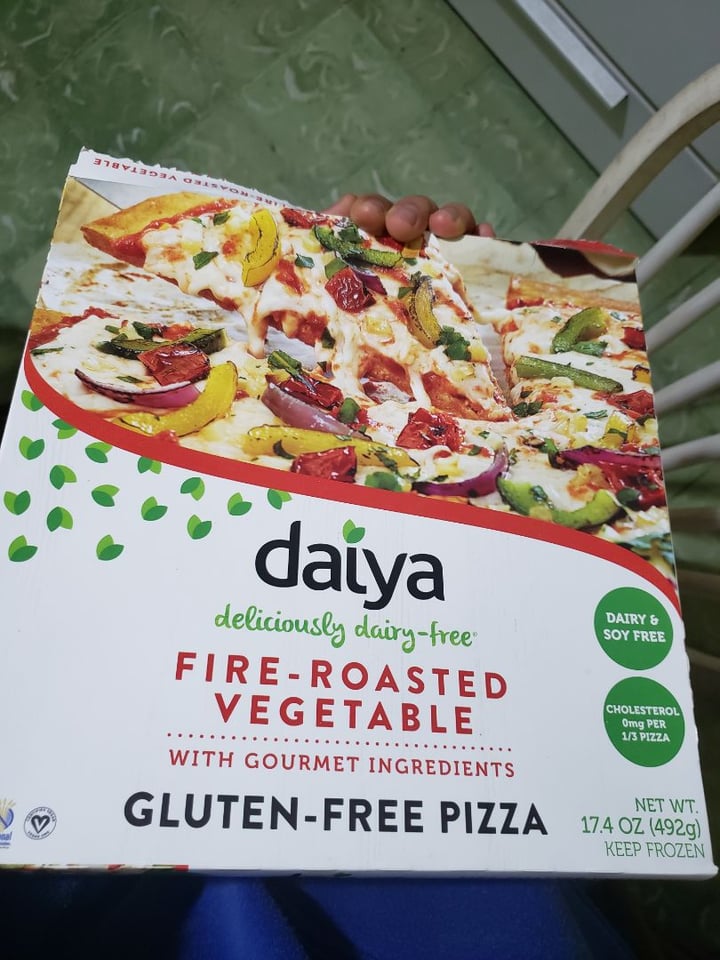 FIRE-ROASTED VEGETABLE
daiya
deliciously dairy-free
FIRE-ROASTED
VEGETABLE
WITH GOURMET INGREDIENTS
GLUTEN-FREE PIZZA
DAIRY &
SOY FREE
CHOLESTEROL
0mg PER
1/3 PIZZA
NET WT.
17.4 OZ (492g)
KEEP FROZEN